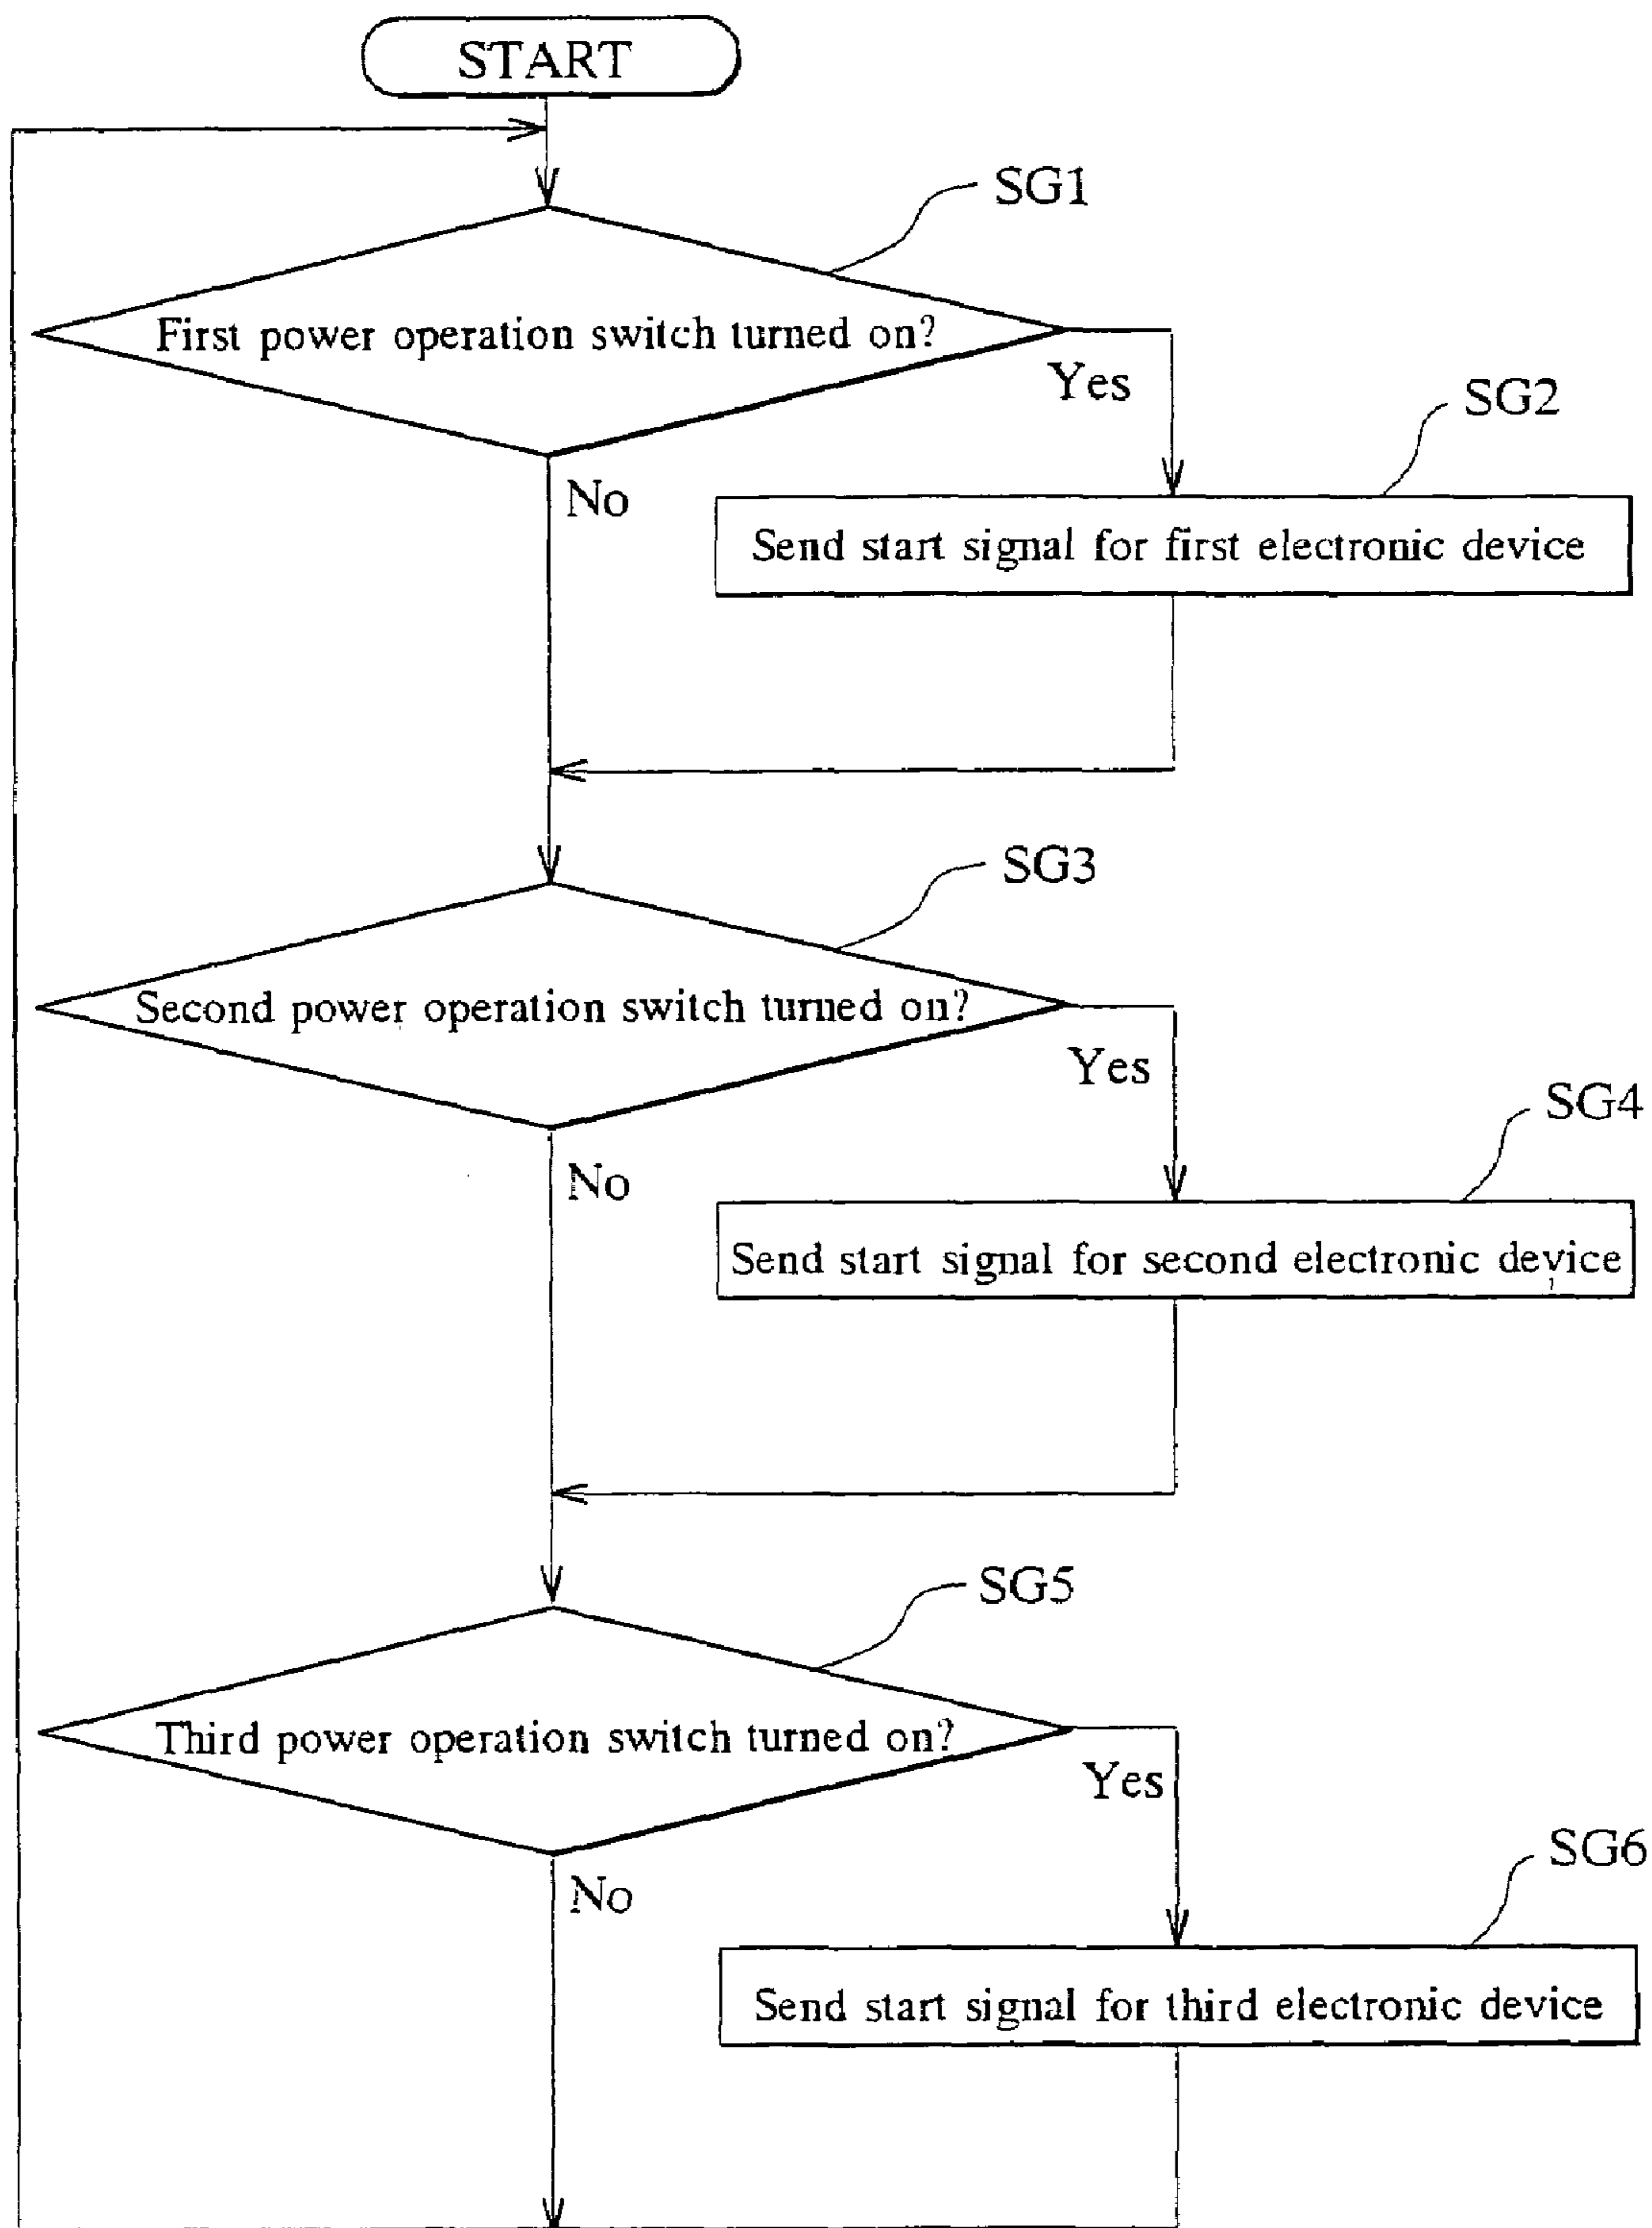 START
SG1
First power operation switch turned on?
Yes
SG2
No
Send start signal for first electronic device
SG3
Second power operation switch turned on?
Yes
SG4
No
Send start signal for second electronic device
SG5
Third power operation switch turned on?
Yes
SG6
No
Send start signal for third electronic device